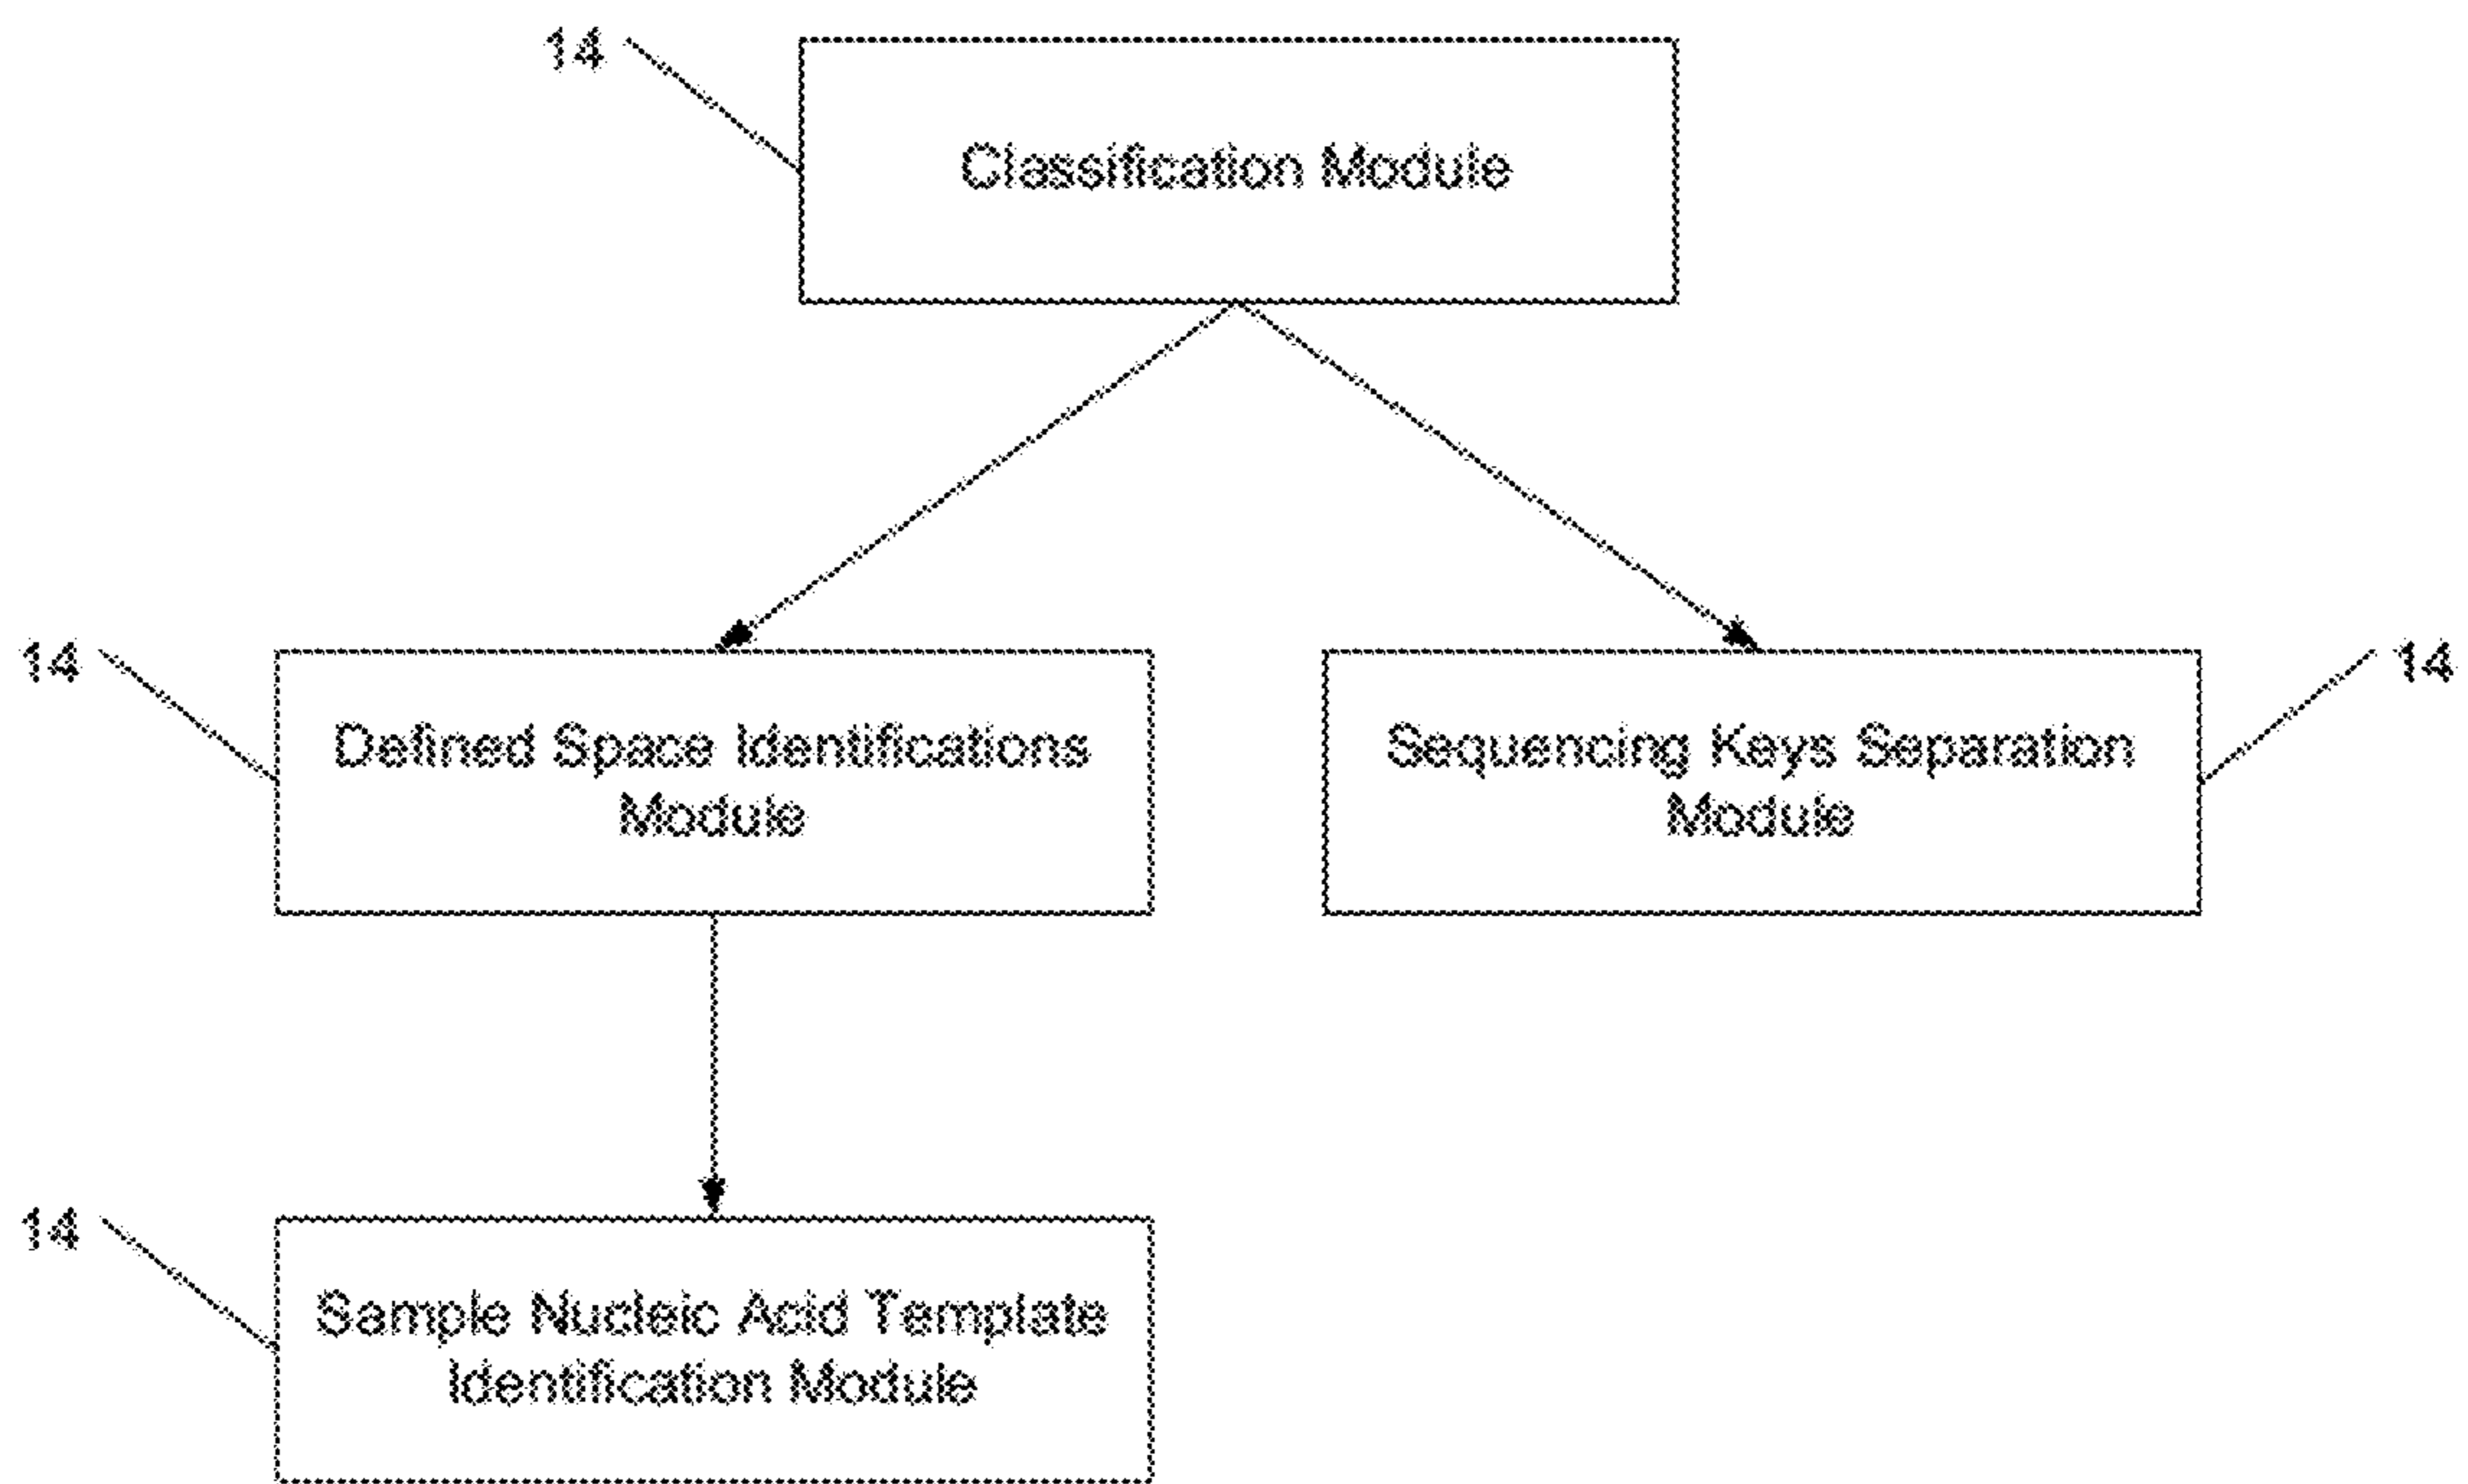 14
Classification Module
14
Defined Space Identifications
Module
Sequencing Keys Separation
Module
14
14
Sample Nucleic Acid Template
Identification Module